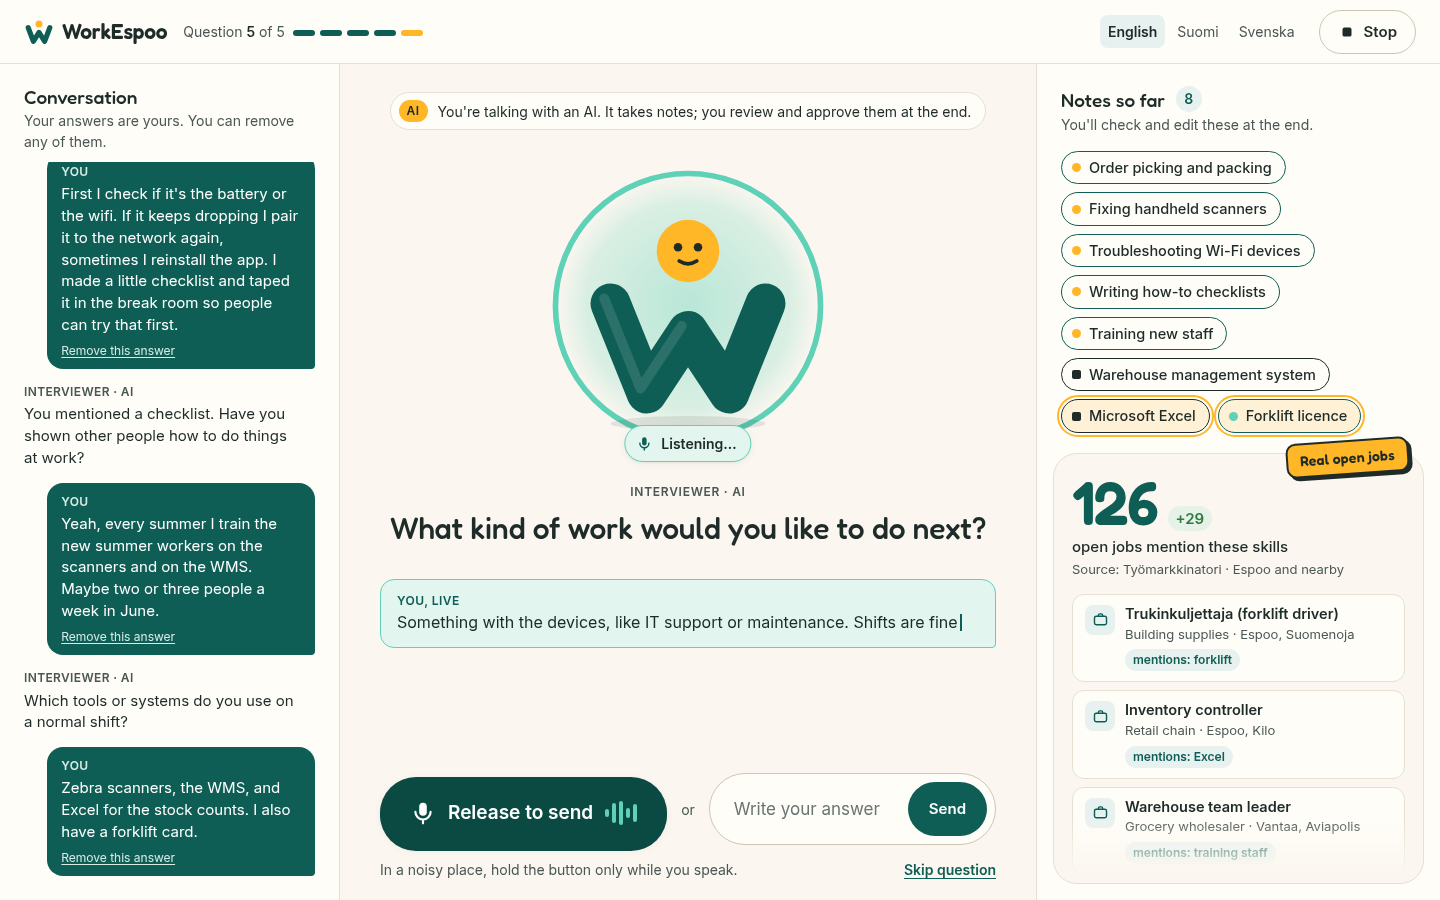 WorkEspoo
Question 5 of 5
English
Suomi
Svenska
Stop
Conversation
Your answers are yours. You can remove
any of them.
YOU
First I check if it's the battery or
the wifi. If it keeps dropping I pair
it to the network again,
sometimes I reinstall the app. I
made a little checklist and taped
it in the break room so people
can try that first.
Remove this answer
INTERVIEWER · AI
You mentioned a checklist. Have you
shown other people how to do things
at work?
YOU
Yeah, every summer I train the
new summer workers on the
scanners and on the WMS.
Maybe two or three people a
week in June.
Remove this answer
INTERVIEWER · AI
Which tools or systems do you use on
a normal shift?
YOU
Zebra scanners, the WMS, and
Excel for the stock counts. I also
have a forklift card.
Remove this answer
AI You're talking with an AI. It takes notes; you review and approve them at the end.
Listening...
INTERVIEWER · AI
What kind of work would you like to do next?
YOU, LIVE
Something with the devices, like IT support or maintenance. Shifts are fine
Release to send
or
Write your answer
Send
In a noisy place, hold the button only while you speak.
Skip question
Notes so far 8
You'll check and edit these at the end.
Order picking and packing
Fixing handheld scanners
Troubleshooting Wi-Fi devices
Writing how-to checklists
Training new staff
Warehouse management system
Microsoft Excel
Forklift licence
Real open jobs
126 +29
open jobs mention these skills
Source: Työmarkkinatori · Espoo and nearby
Trukinkuljettaja (forklift driver)
Building supplies · Espoo, Suomenoja
mentions: forklift
Inventory controller
Retail chain · Espoo, Kilo
mentions: Excel
Warehouse team leader
Grocery wholesaler · Vantaa, Aviapolis
mentions: training staff